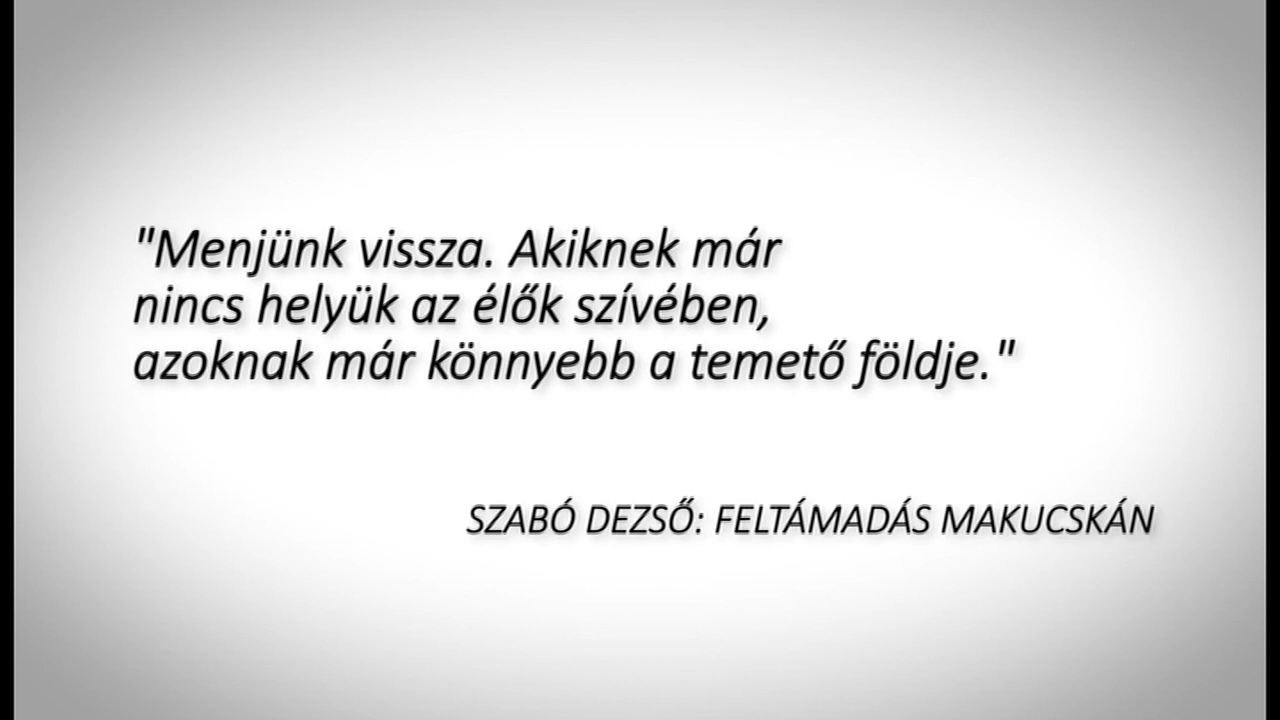 "Menjünk vissza. Akiknek már
nincs helyük az élők szívében,
azoknak már könnyebb a temető földje."
SZABÓ DEZSŐ: FELTÁMADÁS MAKUCSKÁN